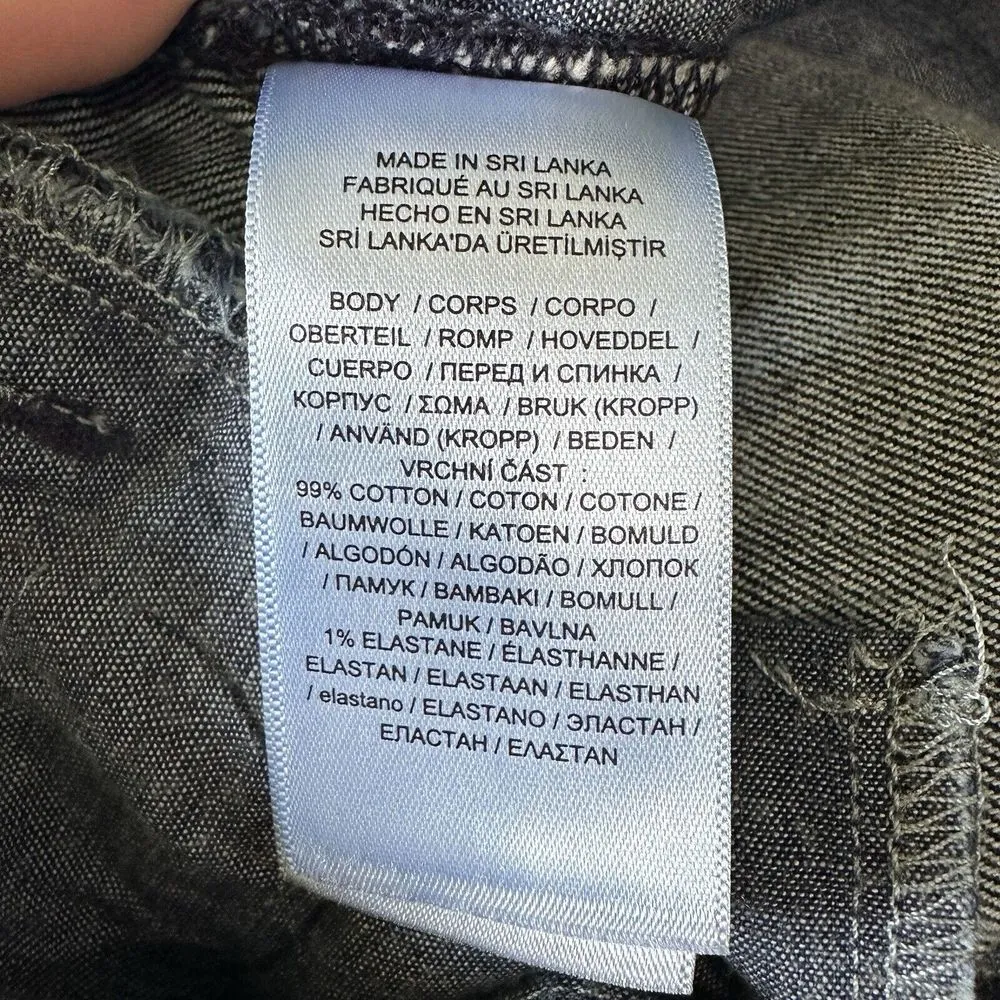 MADE IN SRI LANKA
FABRIQUÉ AU SRI LANKA
HECHO EN SRI LANKA
SRİ LANKA'DA ÜRETİLMİŞTİR
BODY / CORPS / CORPO /
OBERTEIL / ROMP / HOVEDDEL /
CUERPO / ПЕРЕД И СПИНКА /
КОРПУС / ΣΩΜΑ / BRUK (KROPP)
/ ANVÄND (KROPP) / BEDEN /
VRCHNÍ ČÁST :
99% COTTON / COTON / COTONE /
BAUMWOLLE / KATOEN / BOMULD
/ ALGODÓN / ALGODÃO / ХЛОПОК
/ ПАМУК / ΒΑΜΒΑΚΙ / BOMULL /
PAMUK / BAVLNA
1% ELASTANE / ÉLASTHANNE /
ELASTAN / ELASTAAN / ELASTHAN
/ elastano / ELASTANO / ЭЛАСТАН /
ЕЛАСТАН / ΕΛΑΣΤΑΝ